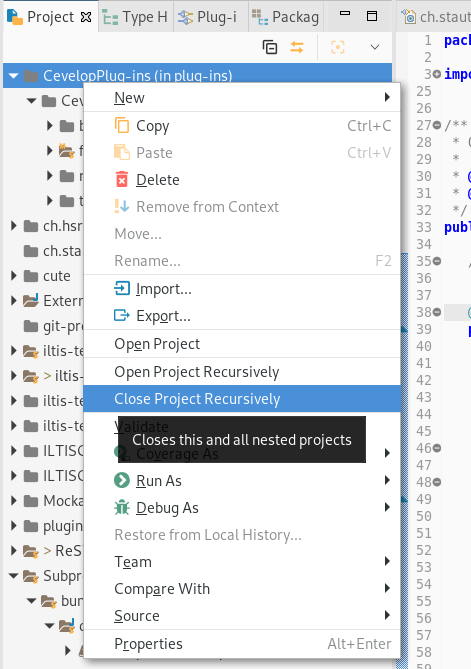 Project
Type H
Plug-i
Packag
ch.staut
CevelopPlug-ins (in plug-ins)
Cev
b
f
r
t
ch.hsr
ch.sta
cute
Extern
git-pro
iltis-te
> iltis-
iltis-te
iltis-te
ILTISC
ILTISC
Mocka
plugin
> ReS
Subpr
bun
c
New
Copy Ctrl+C
Paste Ctrl+V
Delete
Remove from Context
Move...
Rename... F2
Import...
Export...
Open Project
Open Project Recursively
Close Project Recursively
Validate
Closes this and all nested projects
Coverage As
Run As
Debug As
Restore from Local History...
Team
Compare With
Source
Properties Alt+Enter
1 pack
2
3 impo
25
26
27 /**
28 * C
29 *
30 * @
31 * @
32 */
33 publ
34
35 /
36
37
38 @
39
40
41
42
43
44
45
46
47
48
49
50
51
52
53
54
55
56
57
58
59